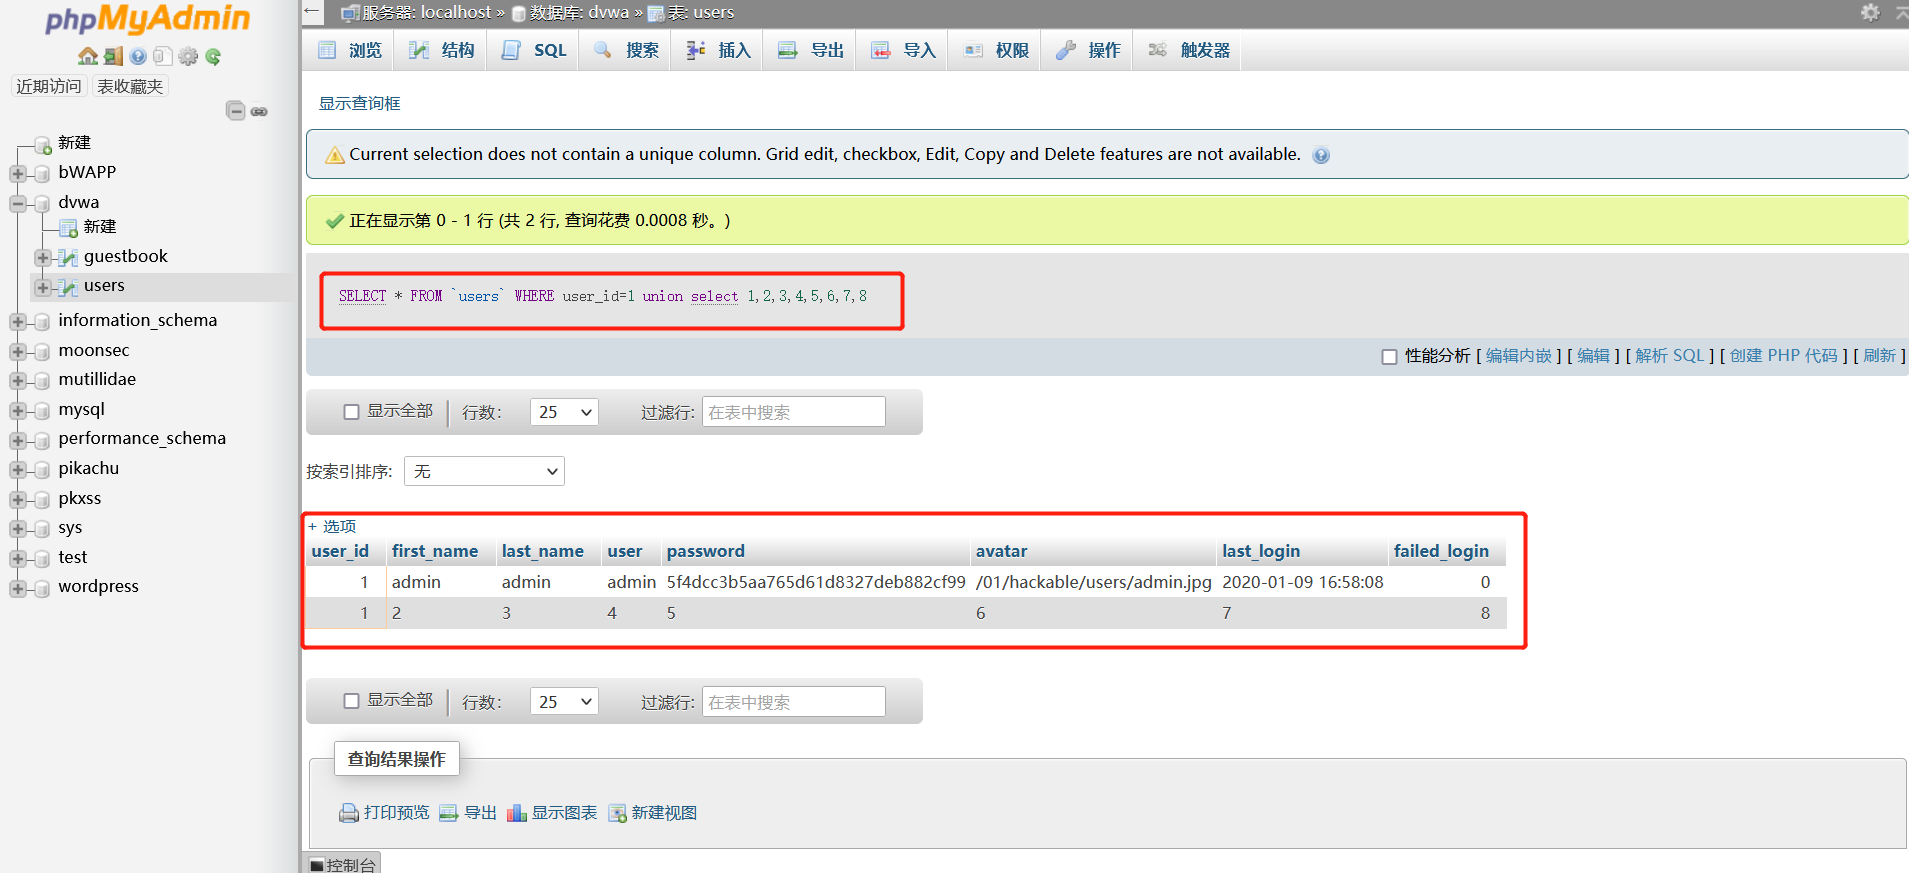 phpMyAdmin
近期访问 表收藏夹
新建
bWAPP
dvwa
新建
guestbook
users
information_schema
moonsec
mutillidae
mysql
performance_schema
pikachu
pkxss
sys
test
wordpress
服务器: localhost » 数据库: dvwa » 表: users
浏览 结构 SQL 搜索 插入 导出 导入 权限 操作 触发器
显示查询框
Current selection does not contain a unique column. Grid edit, checkbox, Edit, Copy and Delete features are not available.
正在显示第 0 - 1 行 (共 2 行, 查询花费 0.0008 秒。)
SELECT * FROM `users` WHERE user_id=1 union select 1,2,3,4,5,6,7,8
性能分析 [ 编辑内嵌 ] [ 编辑 ] [ 解析 SQL ] [ 创建 PHP 代码 ] [ 刷新 ]
显示全部 行数: 25 过滤行: 在表中搜索
按索引排序: 无
+ 选项
user_id first_name last_name user password avatar last_login failed_login
1 admin admin admin 5f4dcc3b5aa765d61d8327deb882cf99 /01/hackable/users/admin.jpg 2020-01-09 16:58:08 0
1 2 3 4 5 6 7 8
显示全部 行数: 25 过滤行: 在表中搜索
查询结果操作
打印预览 导出 显示图表 新建视图
控制台